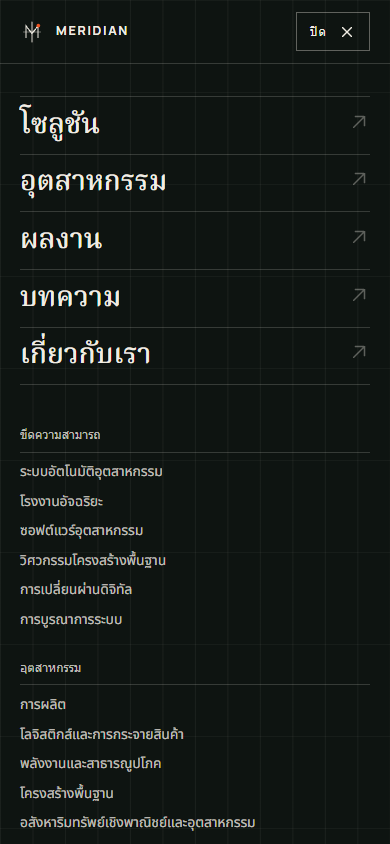 MERIDIAN
ปิด
โซลูชัน
อุตสาหกรรม
ผลงาน
บทความ
เกี่ยวกับเรา
ขีดความสามารถ
ระบบอัตโนมัติอุตสาหกรรม
โรงงานอัจฉริยะ
ซอฟต์แวร์อุตสาหกรรม
วิศวกรรมโครงสร้างพื้นฐาน
การเปลี่ยนผ่านดิจิทัล
การบูรณาการระบบ
อุตสาหกรรม
การผลิต
โลจิสติกส์และการกระจายสินค้า
พลังงานและสาธารณูปโภค
โครงสร้างพื้นฐาน
อสังหาริมทรัพย์เชิงพาณิชย์และอุตสาหกรรม